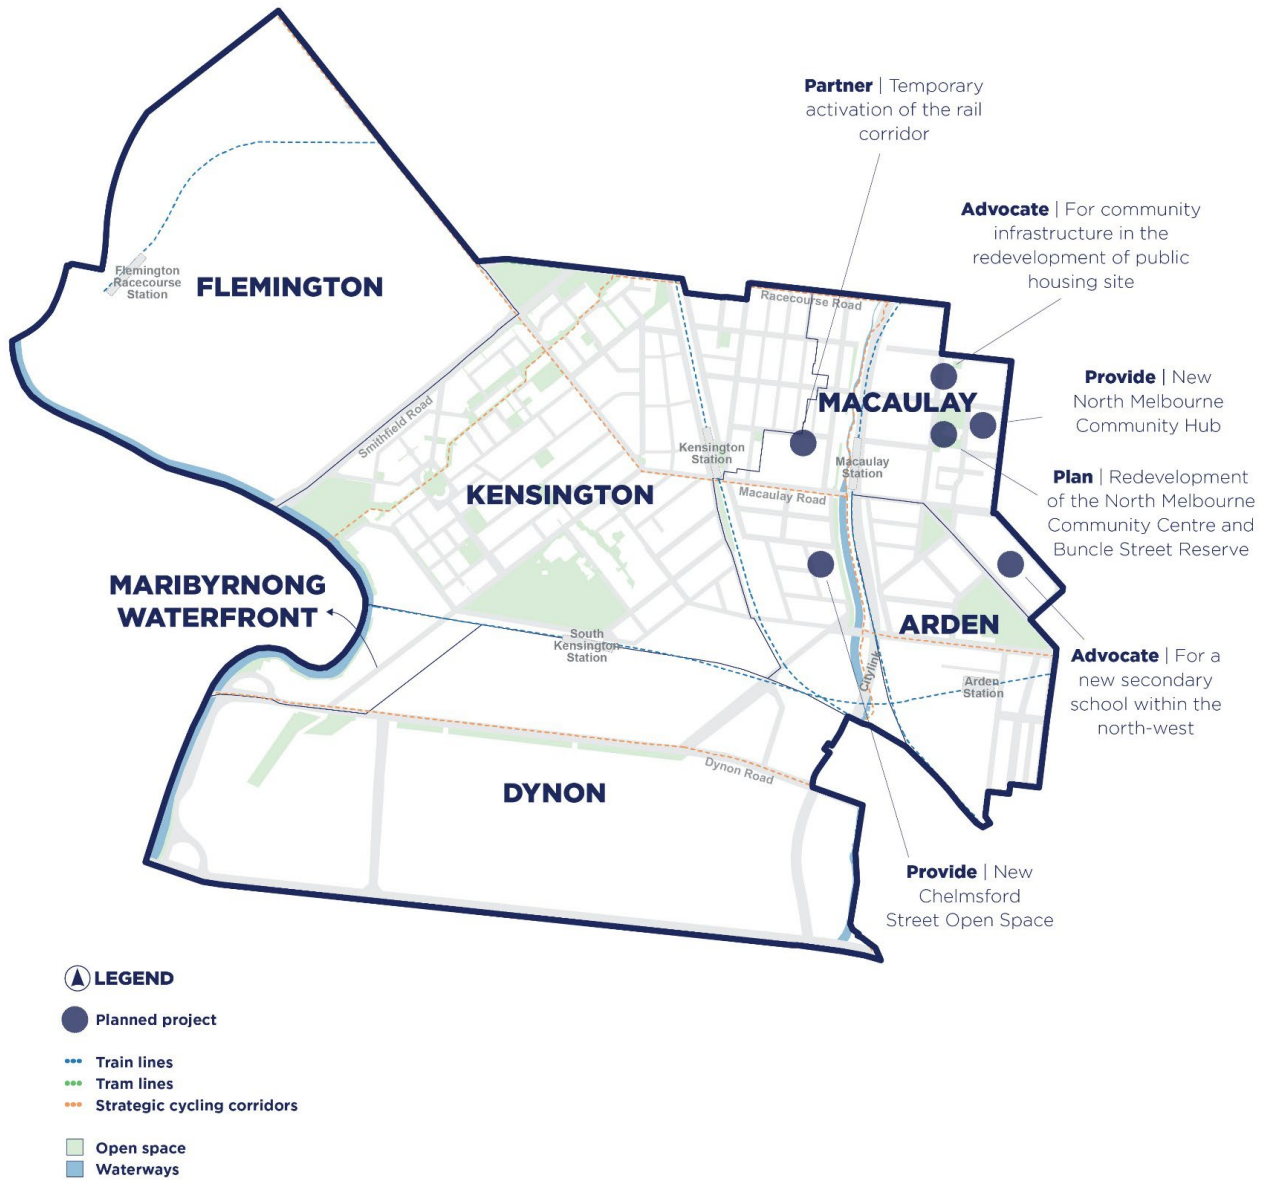 Partner | Temporary
activation of the rail
corridor
Advocate | For community
infrastructure in the
redevelopment of public
housing site
Provide | New
North Melbourne
Community Hub
Plan | Redevelopment
of the North Melbourne
Community Centre and
Buncle Street Reserve
Advocate | For a
new secondary
school within the
north-west
Provide | New
Chelmsford
Street Open Space
Flemington
Racecourse
Station
FLEMINGTON
Racecourse Road
MACAULAY
Smithfield Road
Kensington
Station
Macaulay
Station
KENSINGTON
Macaulay Road
MARIBYRNONG
WATERFRONT
ARDEN
South
Kensington
Station
Citylink
Arden
Station
Dynon Road
DYNON
LEGEND
Planned project
Train lines
Tram lines
Strategic cycling corridors
Open space
Waterways